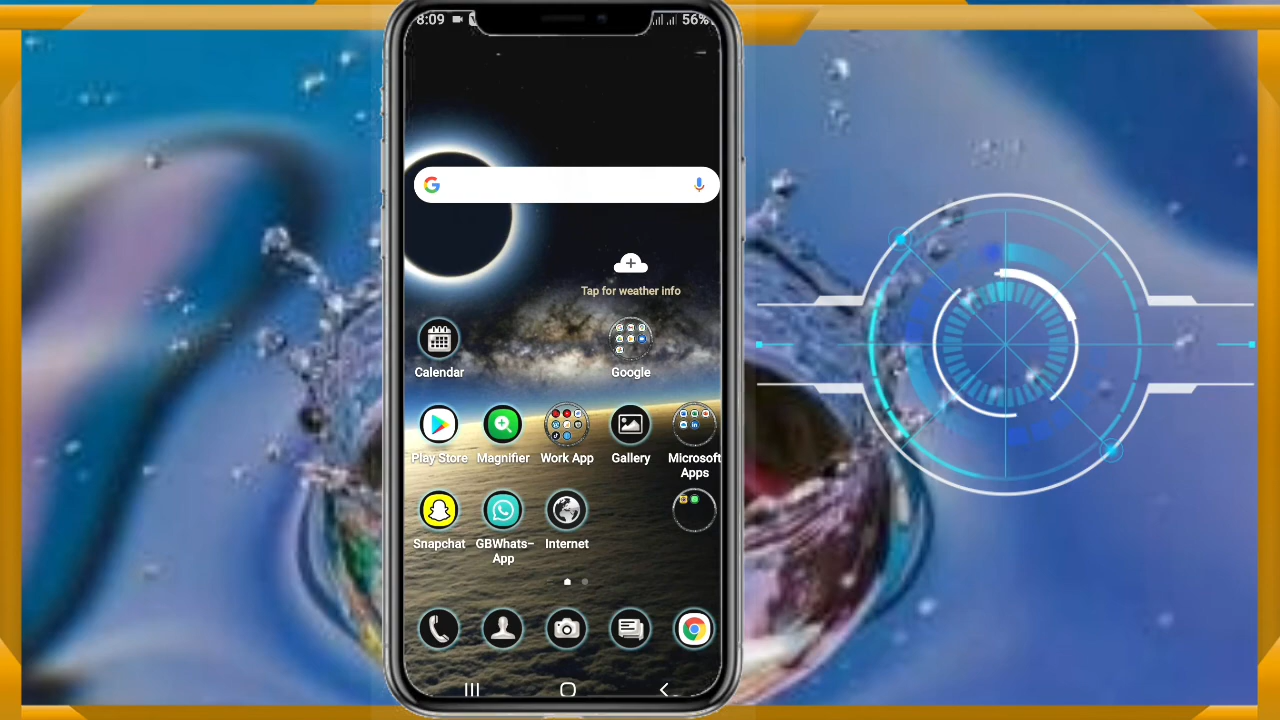 8:09
56%
Tap for weather info
Calendar
Google
Play Store
Magnifier
Work App
Gallery
Microsoft
Apps
Snapchat
GBWhats-
App
Internet